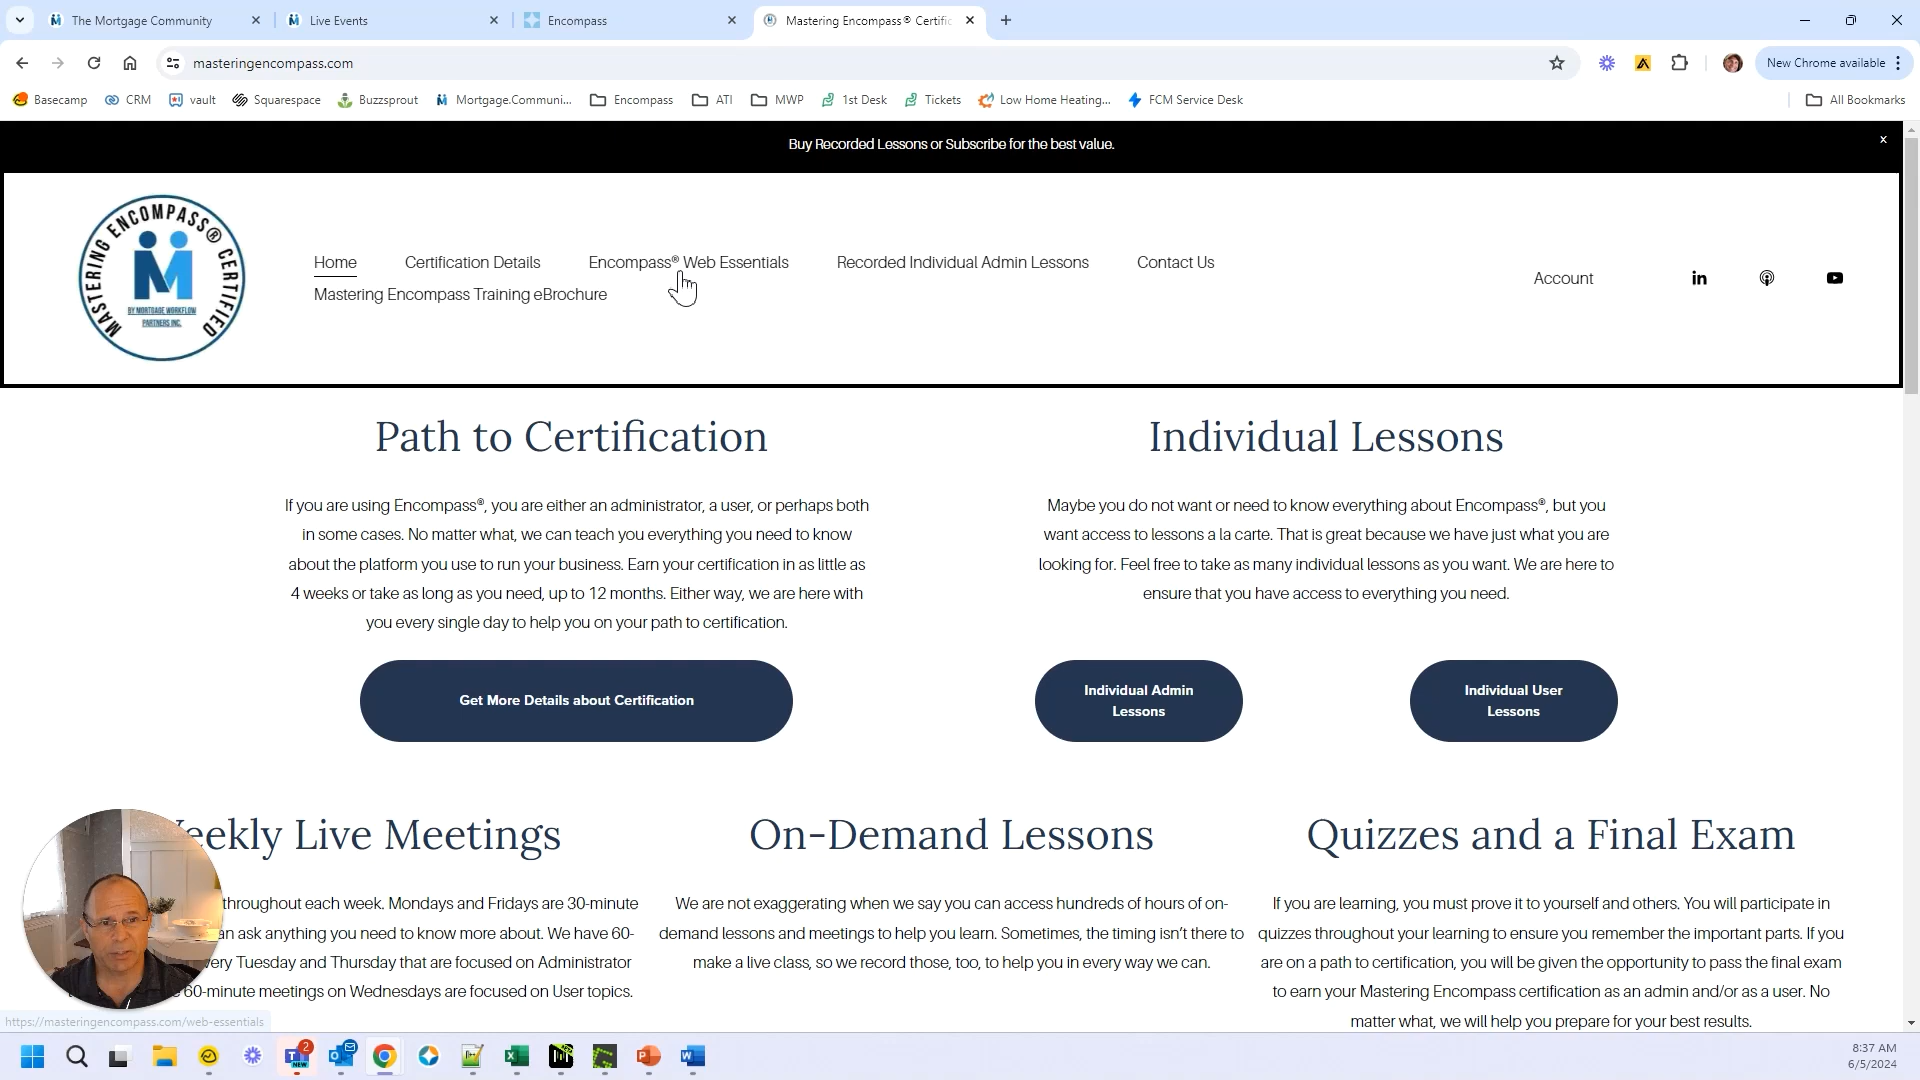 The Mortgage Community
Live Events
Encompass
Mastering Encompass® Certific
masteringencompass.com
New Chrome available
Basecamp
CRM
vault
Squarespace
Buzzsprout
Mortgage.Communi...
Encompass
ATI
MWP
1st Desk
Tickets
Low Home Heating...
FCM Service Desk
All Bookmarks
Buy Recorded Lessons or Subscribe for the best value.
x
MASTERING ENCOMPASS® CERTIFIED
BY MORTGAGE WORKFLOW
PARTNERS INC.
Home
Certification Details
Encompass® Web Essentials
Recorded Individual Admin Lessons
Contact Us
Mastering Encompass Training eBrochure
Account
in
Path to Certification
If you are using Encompass®, you are either an administrator, a user, or perhaps both
in some cases. No matter what, we can teach you everything you need to know
about the platform you use to run your business. Earn your certification in as little as
4 weeks or take as long as you need, up to 12 months. Either way, we are here with
you every single day to help you on your path to certification.
Get More Details about Certification
Individual Lessons
Maybe you do not want or need to know everything about Encompass®, but you
want access to lessons a la carte. That is great because we have just what you are
looking for. Feel free to take as many individual lessons as you want. We are here to
ensure that you have access to everything you need.
Individual Admin
Lessons
Individual User
Lessons
eekly Live Meetings
throughout each week. Mondays and Fridays are 30-minute
an ask anything you need to know more about. We have 60-
very Tuesday and Thursday that are focused on Administrator
60-minute meetings on Wednesdays are focused on User topics.
On-Demand Lessons
We are not exaggerating when we say you can access hundreds of hours of on-
demand lessons and meetings to help you learn. Sometimes, the timing isn't there to
make a live class, so we record those, too, to help you in every way we can.
Quizzes and a Final Exam
If you are learning, you must prove it to yourself and others. You will participate in
quizzes throughout your learning to ensure you remember the important parts. If you
are on a path to certification, you will be given the opportunity to pass the final exam
to earn your Mastering Encompass certification as an admin and/or as a user. No
matter what, we will help you prepare for your best results.
https://masteringencompass.com/web-essentials
2
NEW
8:37 AM
6/5/2024